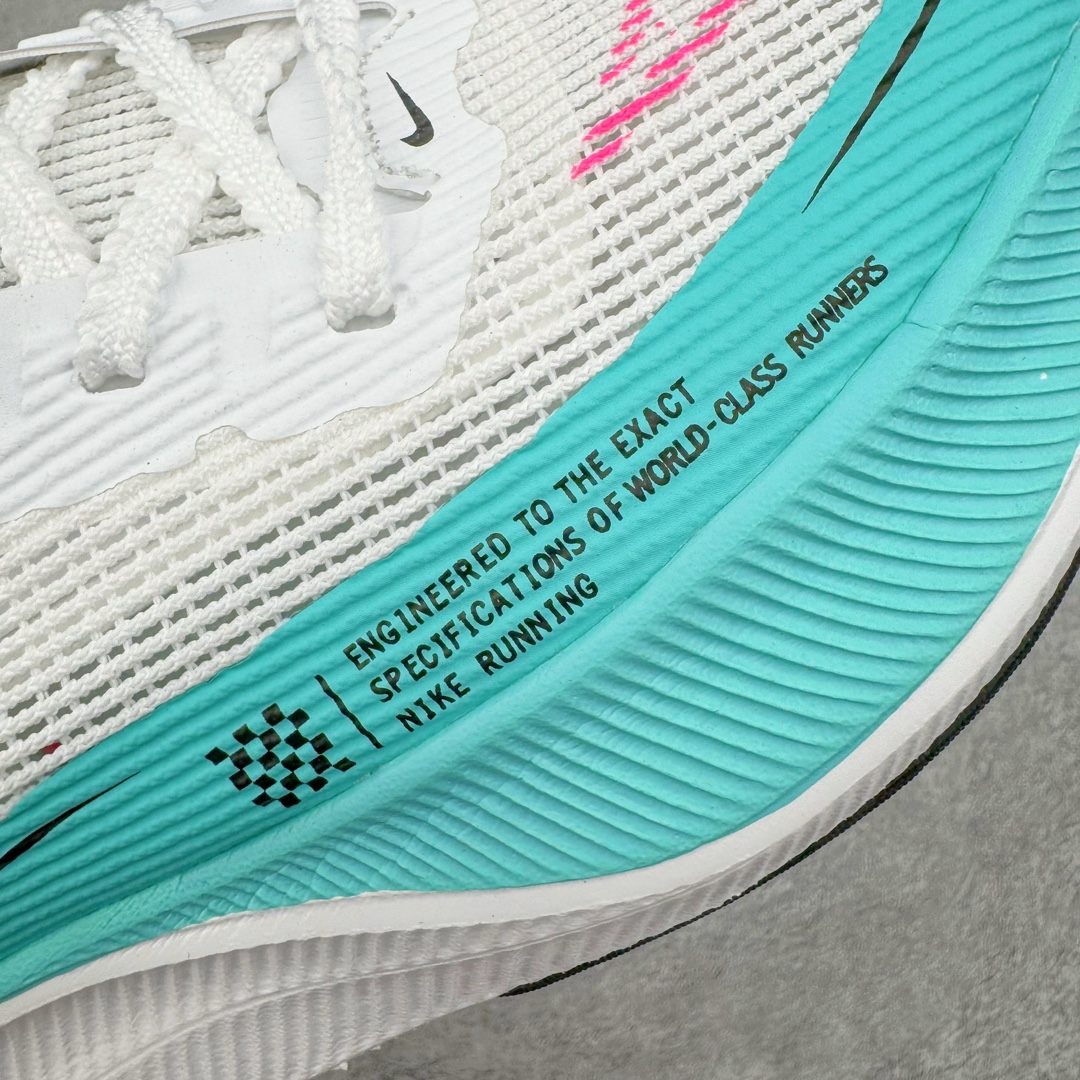 ENGINEERED TO THE EXACT
SPECIFICATIONS OF WORLD-CLASS RUNNERS
NIKE RUNNING